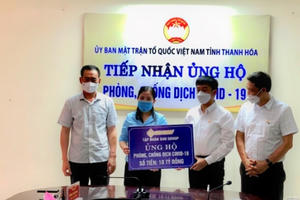 ỦY BAN MẶT TRẬN TỔ QUỐC VIỆT NAM TỈNH THANH HÓA
TIẾP NHẬN ỦNG HỘ
PHÒNG, CHỐNG DỊCH COVID - 19
ỦNG HỘ
PHÒNG, CHỐNG DỊCH COVID-19
SỐ TIỀN: 10 TỶ ĐỒNG